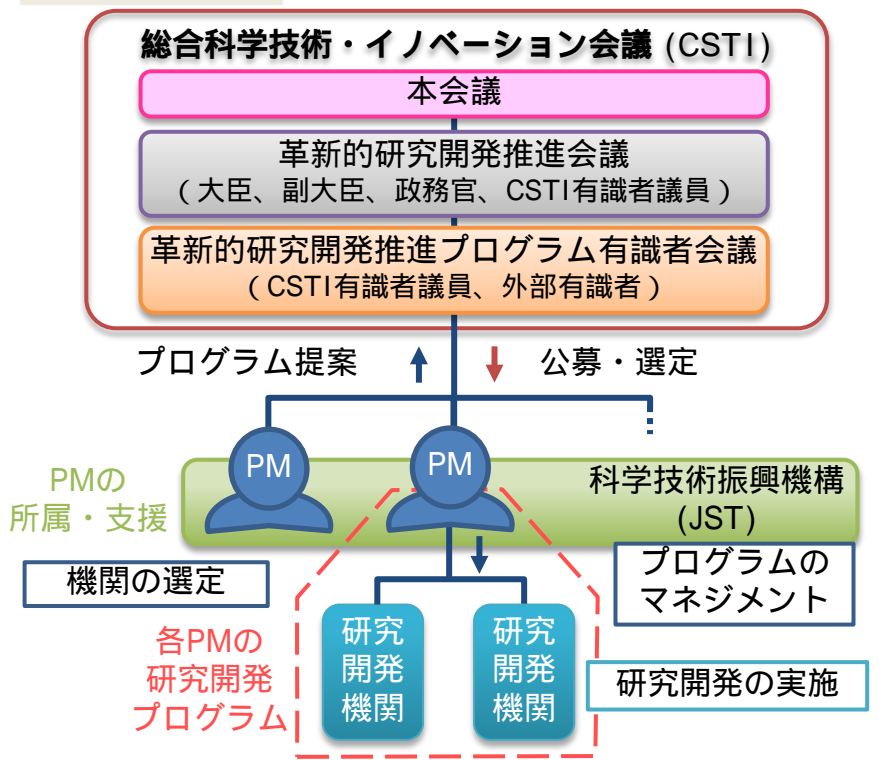 総合科学技術・イノベーション会議 (CSTI)
本会議
革新的研究開発推進会議
（大臣、副大臣、政務官、CSTI有識者議員）
革新的研究開発推進プログラム有識者会議
（CSTI有識者議員、外部有識者）
プログラム提案
公募・選定
PM
PM
PMの
所属・支援
科学技術振興機構
(JST)
機関の選定
プログラムの
マネジメント
各PMの
研究開発
プログラム
研究
開発
機関
研究
開発
機関
研究開発の実施